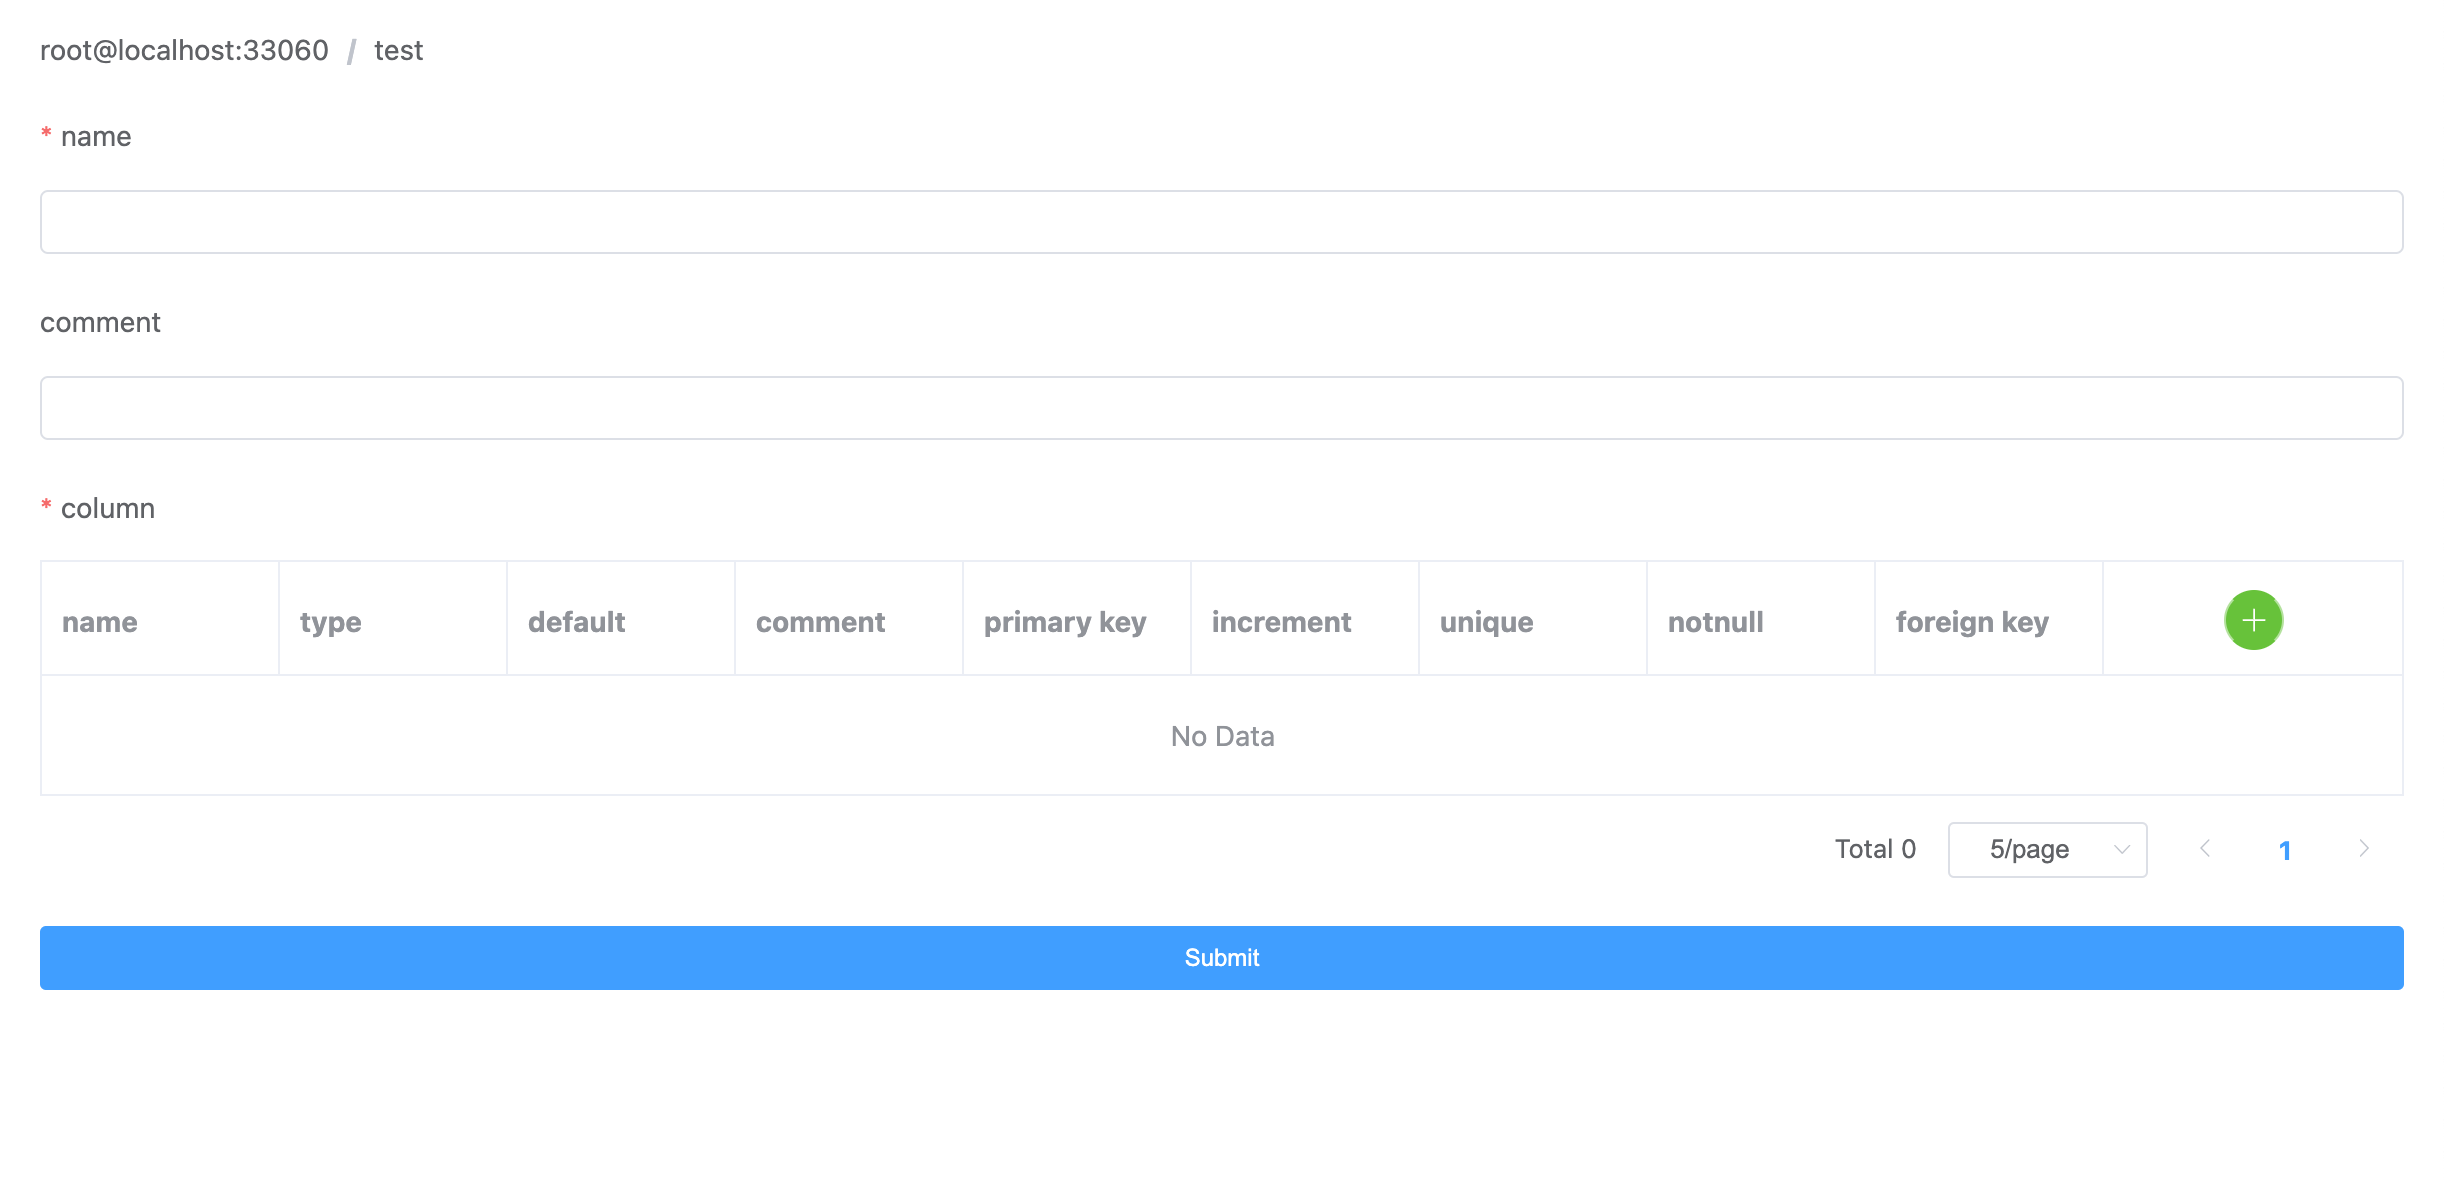 root@localhost:33060 / test
* name
comment
* column
name type default comment primary key increment unique notnull foreign key
No Data
Total 0 5/page 1
Submit